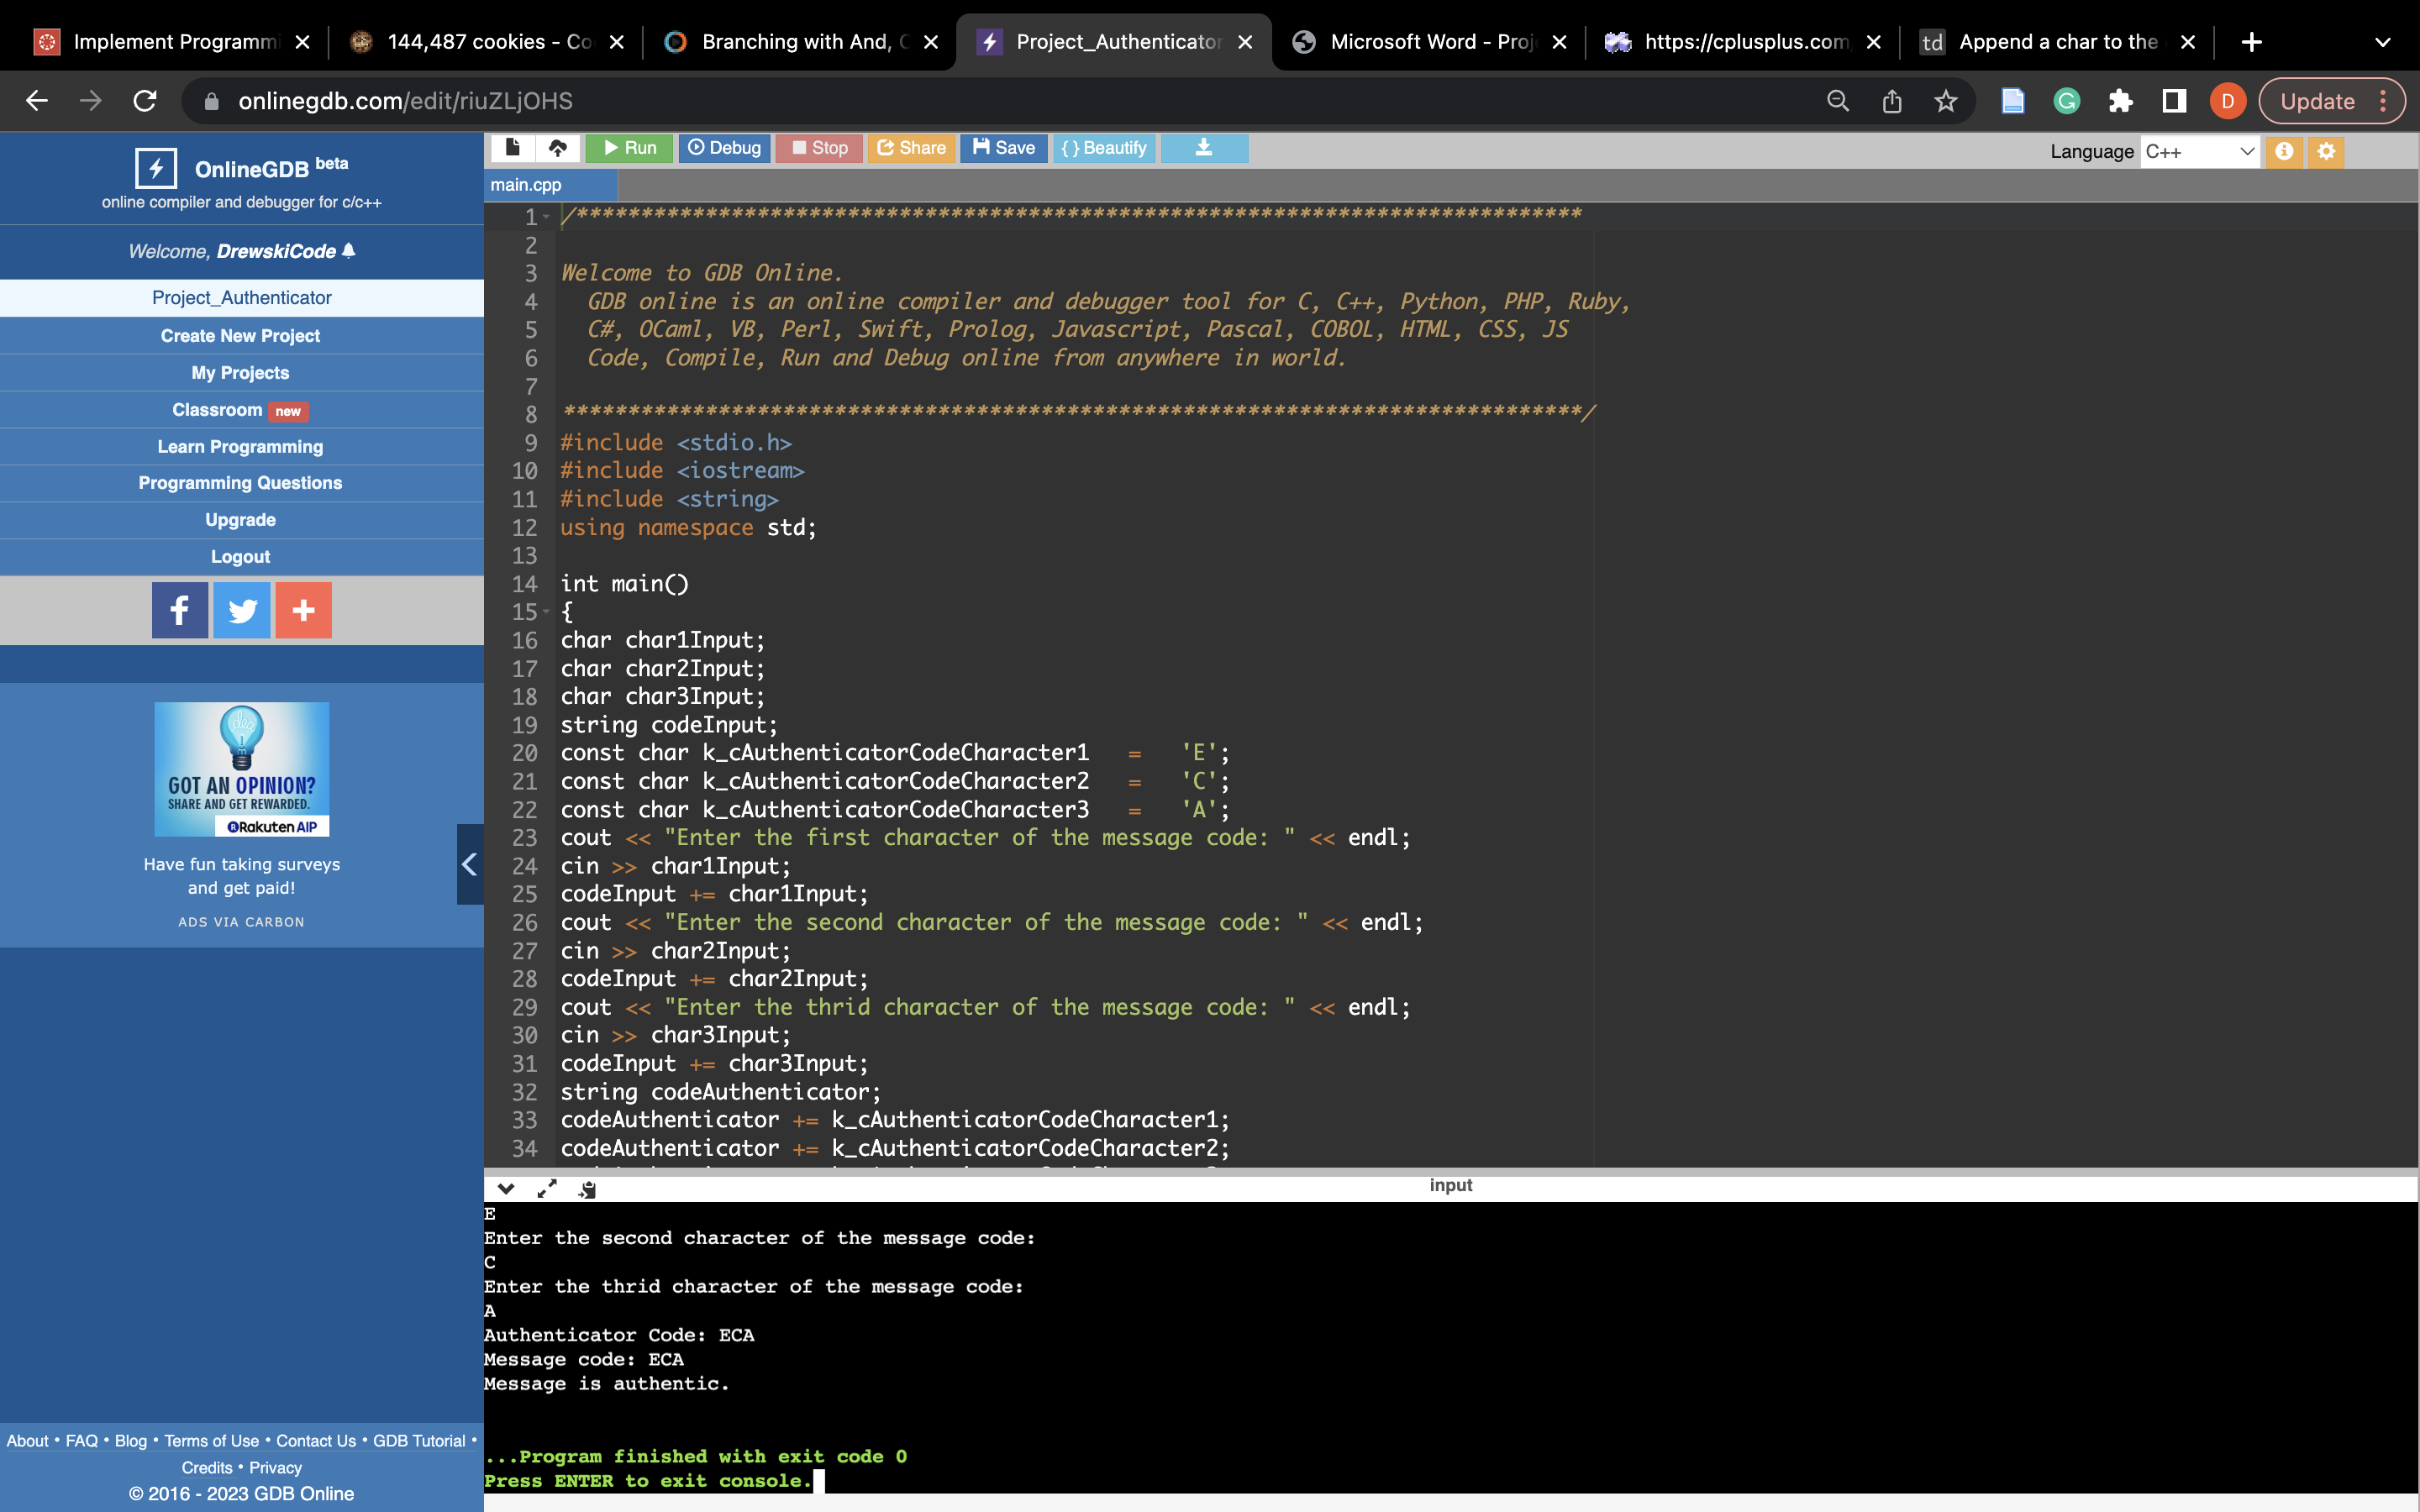 Implement Programmi
144,487 cookies - Co
Branching with And, C
Project_Authenticator
Microsoft Word - Proj
https://cplusplus.com
td Append a char to the
onlinegdb.com/edit/riuZLjOHS
D
Update
OnlineGDB beta
online compiler and debugger for c/c++
Welcome, DrewskiCode
Project_Authenticator
Create New Project
My Projects
Classroom new
Learn Programming
Programming Questions
Upgrade
Logout
idea
GOT AN OPINION?
SHARE AND GET REWARDED.
Rakuten AIP
Have fun taking surveys
and get paid!
ADS VIA CARBON
About • FAQ • Blog • Terms of Use • Contact Us • GDB Tutorial •
Credits • Privacy
© 2016 - 2023 GDB Online
Run Debug Stop Share Save { } Beautify
Language C++
main.cpp
1 /******************************************************************************
2
3 Welcome to GDB Online.
4 GDB online is an online compiler and debugger tool for C, C++, Python, PHP, Ruby,
5 C#, OCaml, VB, Perl, Swift, Prolog, Javascript, Pascal, COBOL, HTML, CSS, JS
6 Code, Compile, Run and Debug online from anywhere in world.
7
8 *******************************************************************************/
9 #include <stdio.h>
10 #include <iostream>
11 #include <string>
12 using namespace std;
13
14 int main()
15 {
16 char char1Input;
17 char char2Input;
18 char char3Input;
19 string codeInput;
20 const char k_cAuthenticatorCodeCharacter1 = 'E';
21 const char k_cAuthenticatorCodeCharacter2 = 'C';
22 const char k_cAuthenticatorCodeCharacter3 = 'A';
23 cout << "Enter the first character of the message code: " << endl;
24 cin >> char1Input;
25 codeInput += char1Input;
26 cout << "Enter the second character of the message code: " << endl;
27 cin >> char2Input;
28 codeInput += char2Input;
29 cout << "Enter the thrid character of the message code: " << endl;
30 cin >> char3Input;
31 codeInput += char3Input;
32 string codeAuthenticator;
33 codeAuthenticator += k_cAuthenticatorCodeCharacter1;
34 codeAuthenticator += k_cAuthenticatorCodeCharacter2;
input
E
Enter the second character of the message code:
C
Enter the thrid character of the message code:
A
Authenticator Code: ECA
Message code: ECA
Message is authentic.
...Program finished with exit code 0
Press ENTER to exit console.